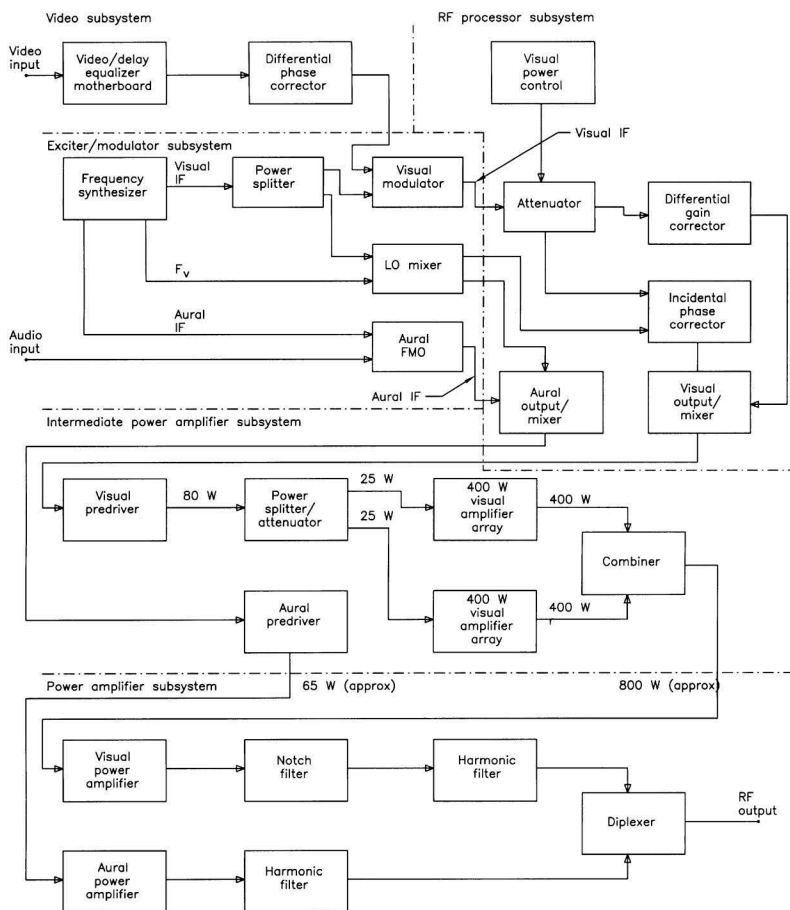 Video subsystem
RF processor subsystem
Video
input
Video/delay
equalizer
motherboard
Differential
phase
corrector
Visual
power
control
Visual IF
Exciter/modulator subsystem
Frequency
synthesizer
Visual
IF
Power
splitter
Visual
modulator
Attenuator
Differential
gain
corrector
Fv
LO mixer
Incidental
phase
corrector
Aural
IF
Audio
input
Aural
FMO
Aural IF
Aural
output/
mixer
Visual
output/
mixer
Intermediate power amplifier subsystem
Visual
predriver
80 W
Power
splitter/
attenuator
25 W
25 W
400 W
visual
amplifier
array
400 W
Combiner
Aural
predriver
400 W
visual
amplifier
array
400 W
Power amplifier subsystem
65 W (approx)
800 W (approx)
Visual
power
amplifier
Notch
filter
Harmonic
filter
Diplexer
RF
output
Aural
power
amplifier
Harmonic
filter